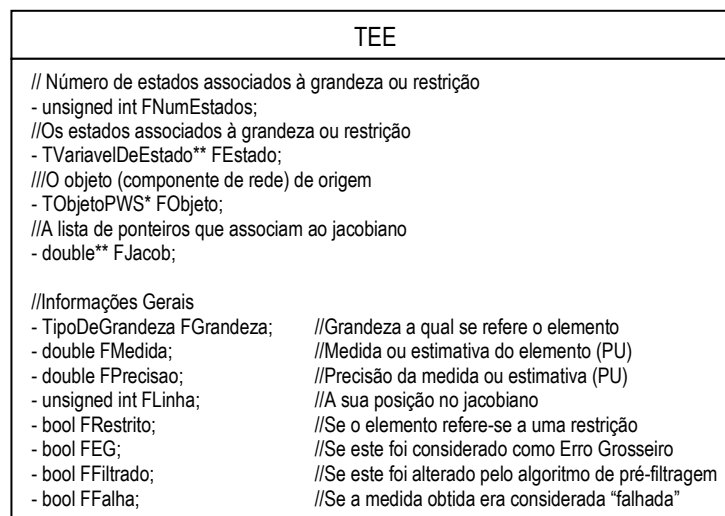 TEE
// Número de estados associados à grandeza ou restrição
- unsigned int FNumEstados;
//Os estados associados à grandeza ou restrição
- TVariavelDeEstado** FEstado;
///O objeto (componente de rede) de origem
- TObjetoPWS* FObjeto;
//A lista de ponteiros que associam ao jacobiano
- double** FJacob;
//Informações Gerais
- TipoDeGrandeza FGrandeza; //Grandeza a qual se refere o elemento
- double FMedida; //Medida ou estimativa do elemento (PU)
- double FPrecisao; //Precisão da medida ou estimativa (PU)
- unsigned int FLinha; //A sua posição no jacobiano
- bool FRestrito; //Se o elemento refere-se a uma restrição
- bool FEG; //Se este foi considerado como Erro Grosseiro
- bool FFiltrado; //Se este foi alterado pelo algoritmo de pré-filtragem
- bool FFalha; //Se a medida obtida era considerada “falhada”